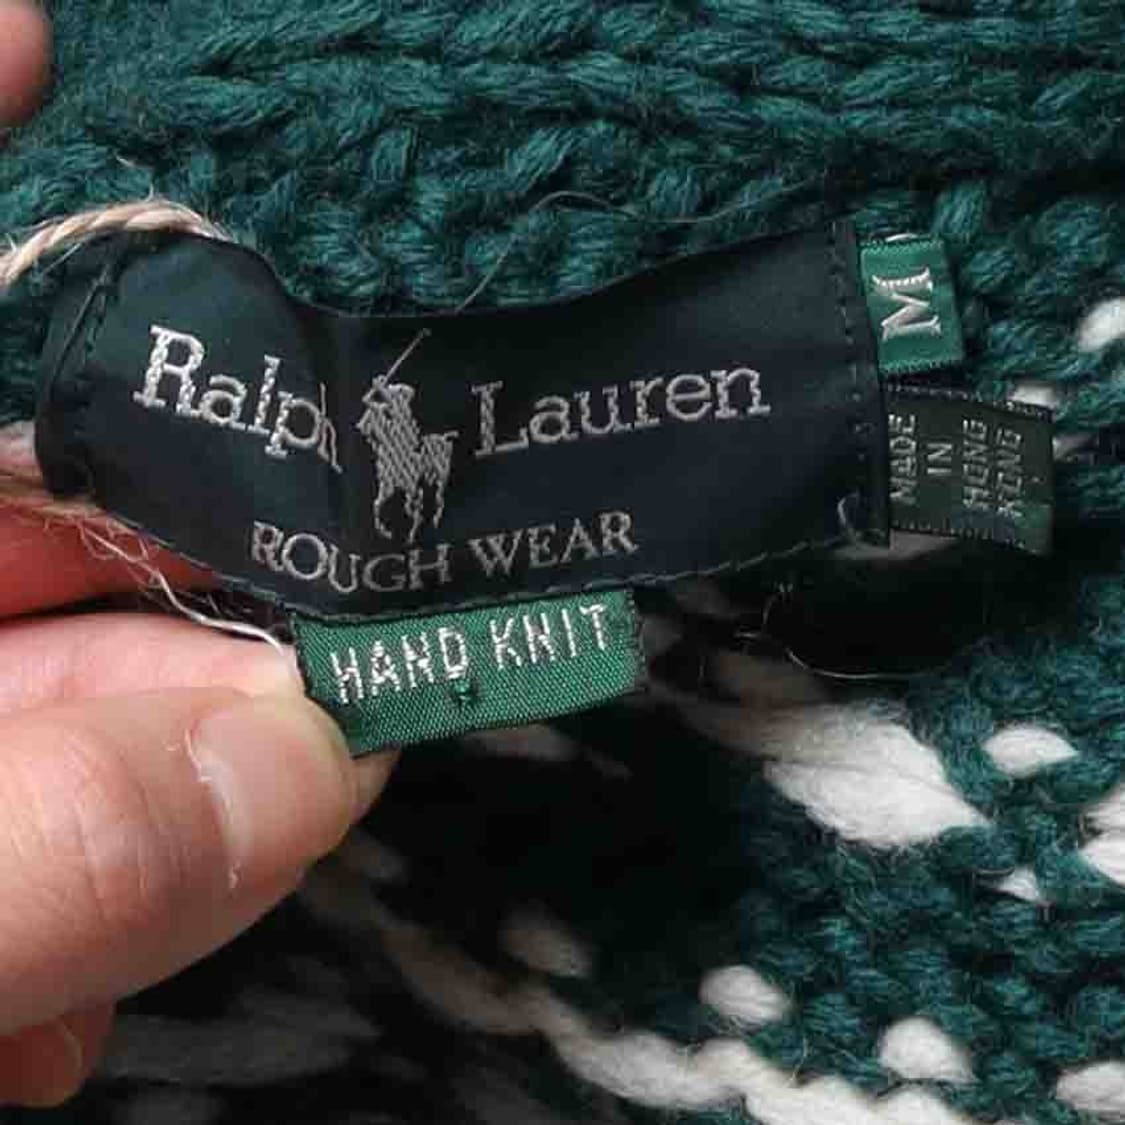 Ralph Lauren
ROUGH WEAR
HAND KNIT
M
MADE
IN
HONG
KONG